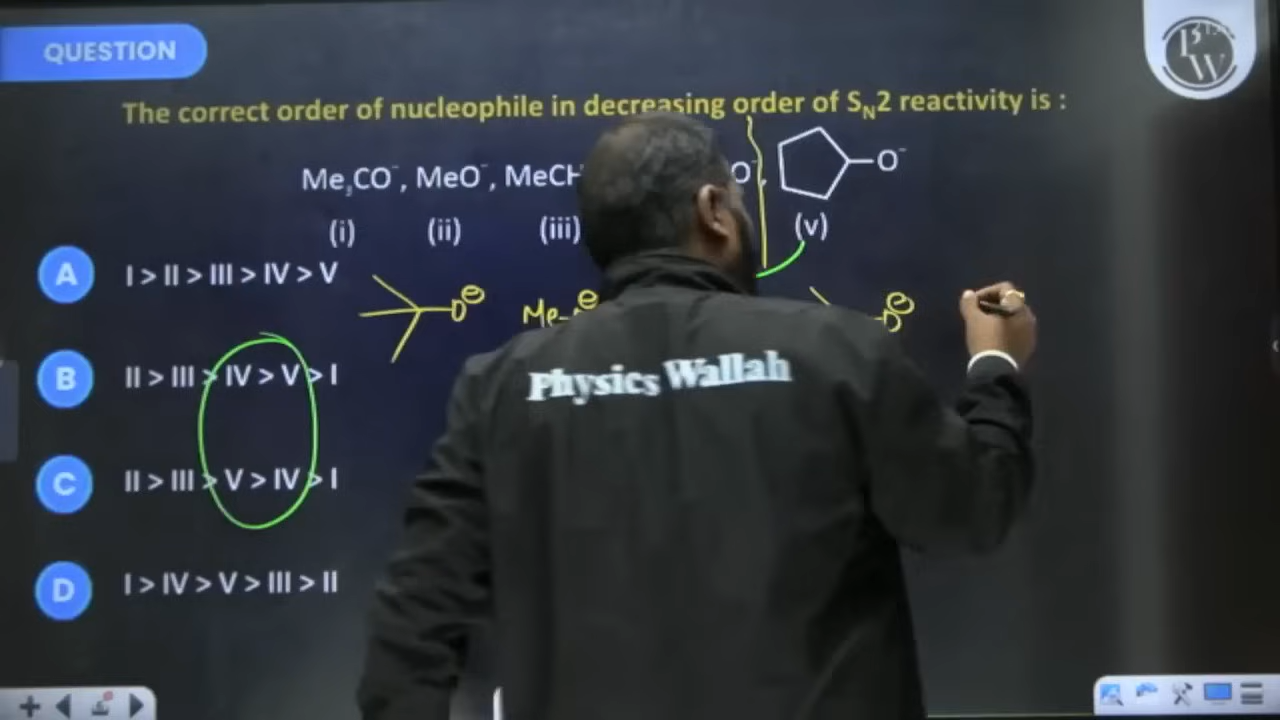 QUESTION
The correct order of nucleophile in decreasing order of SN2 reactivity is :
Me₃CO⁻, MeO⁻, MeCH O⁻, O⁻
(i) (ii) (iii) (v)
A I > II > III > IV > V
B II > III > IV > V > I
C II > III > V > IV > I
D I > IV > V > III > II
O⊖ Me O⊖
Physics Wallah